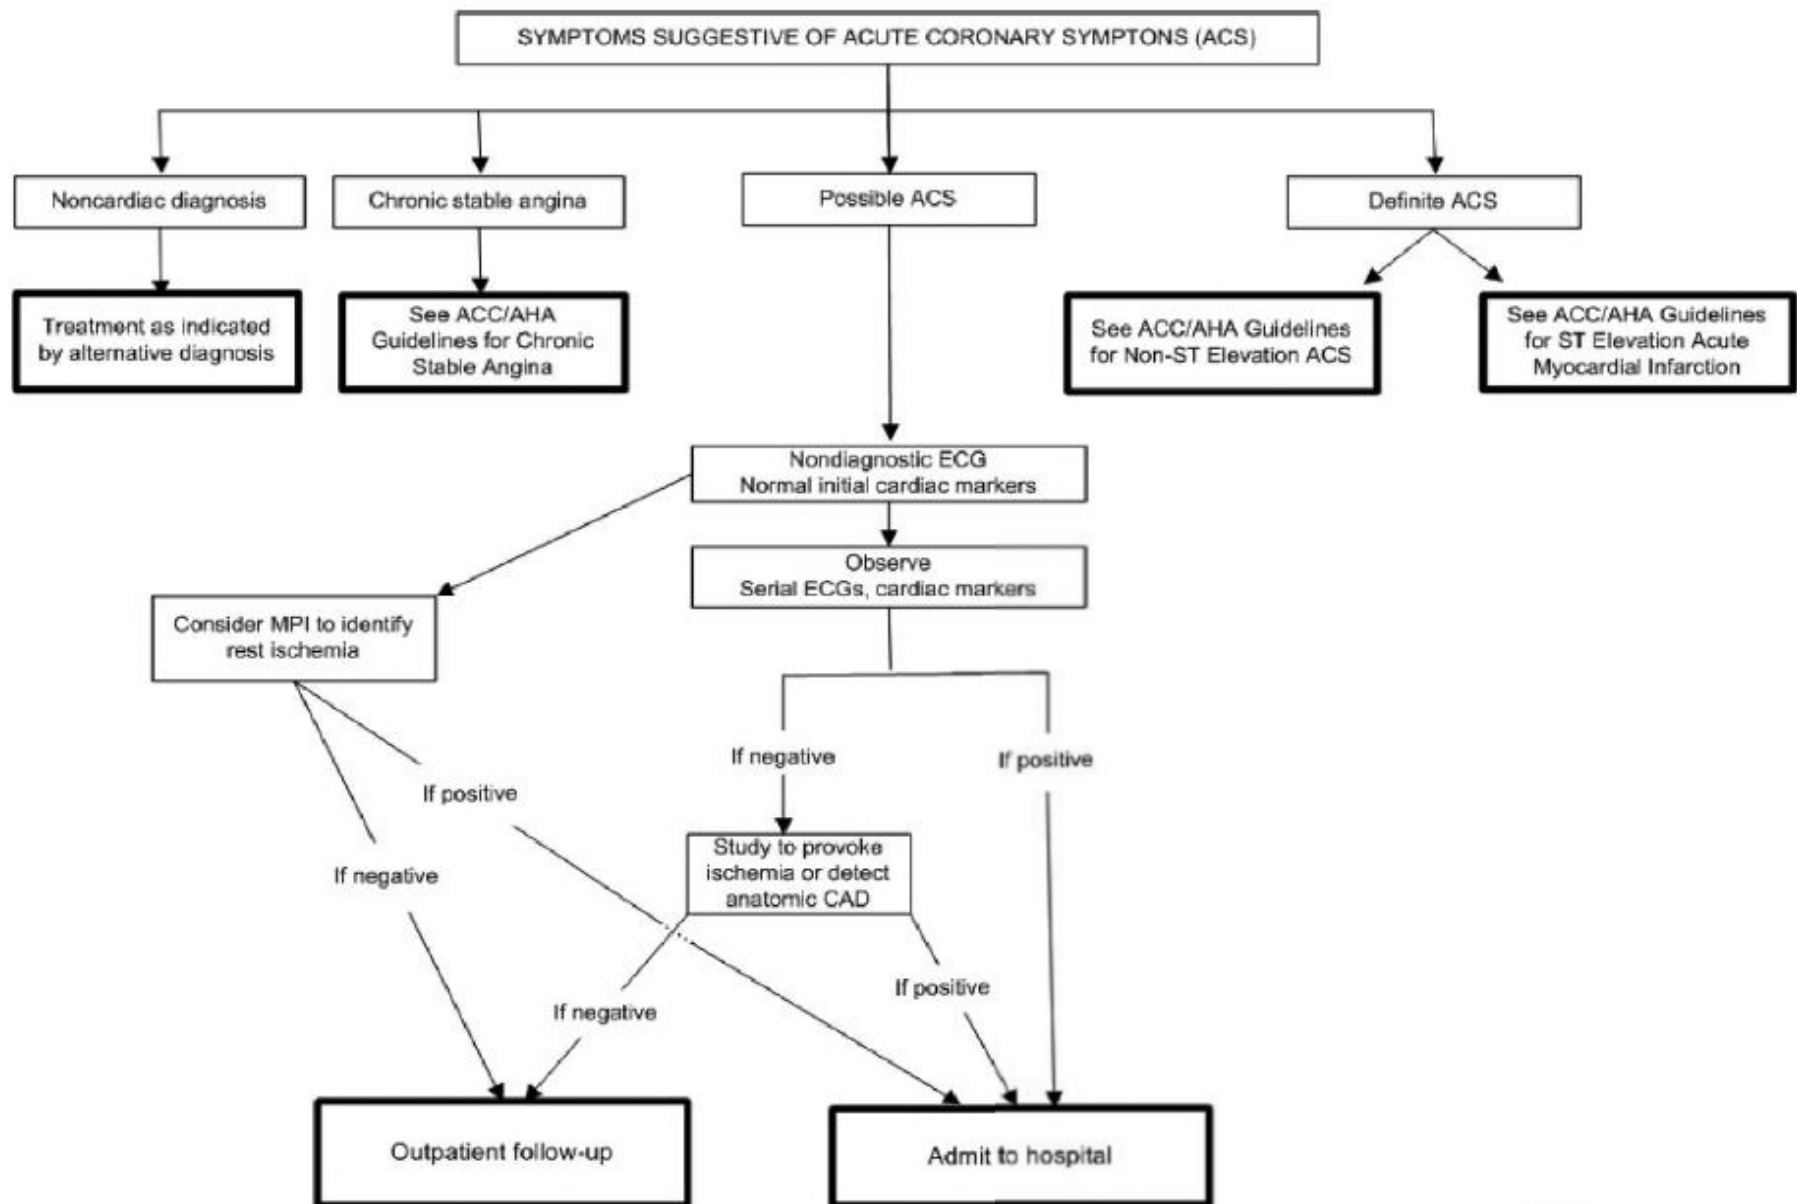 SYMPTOMS SUGGESTIVE OF ACUTE CORONARY SYMPTONS (ACS)
Noncardiac diagnosis
Chronic stable angina
Possible ACS
Definite ACS
Treatment as indicated
by alternative diagnosis
See ACC/AHA
Guidelines for Chronic
Stable Angina
See ACC/AHA Guidelines
for Non-ST Elevation ACS
See ACC/AHA Guidelines
for ST Elevation Acute
Myocardial Infarction
Nondiagnostic ECG
Normal initial cardiac markers
Observe
Serial ECGs, cardiac markers
Consider MPI to identify
rest ischemia
If negative
If positive
If positive
If negative
Study to provoke
ischemia or detect
anatomic CAD
If negative
If positive
Outpatient follow-up
Admit to hospital